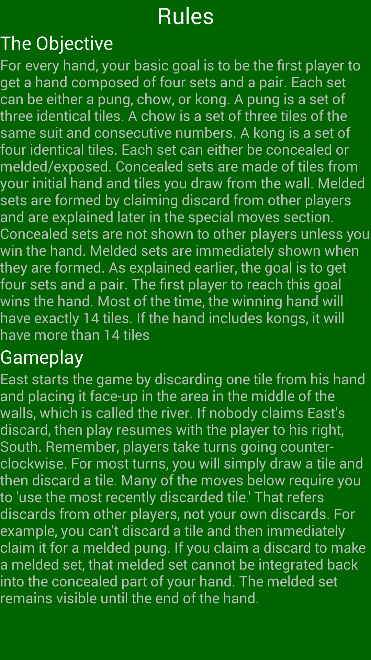 Rules
The Objective
For every hand, your basic goal is to be the first player to
get a hand composed of four sets and a pair. Each set
can be either a pung, chow, or kong. A pung is a set of
three identical tiles. A chow is a set of three tiles of the
same suit and consecutive numbers. A kong is a set of
four identical tiles. Each set can either be concealed or
melded/exposed. Concealed sets are made of tiles from
your initial hand and tiles you draw from the wall. Melded
sets are formed by claiming discard from other players
and are explained later in the special moves section.
Concealed sets are not shown to other players unless you
win the hand. Melded sets are immediately shown when
they are formed. As explained earlier, the goal is to get
four sets and a pair. The first player to reach this goal
wins the hand. Most of the time, the winning hand will
have exactly 14 tiles. If the hand includes kongs, it will
have more than 14 tiles
Gameplay
East starts the game by discarding one tile from his hand
and placing it face-up in the area in the middle of the
walls, which is called the river. If nobody claims East's
discard, then play resumes with the player to his right,
South. Remember, players take turns going counter-
clockwise. For most turns, you will simply draw a tile and
then discard a tile. Many of the moves below require you
to 'use the most recently discarded tile.' That refers
discards from other players, not your own discards. For
example, you can't discard a tile and then immediately
claim it for a melded pung. If you claim a discard to make
a melded set, that melded set cannot be integrated back
into the concealed part of your hand. The melded set
remains visible until the end of the hand.